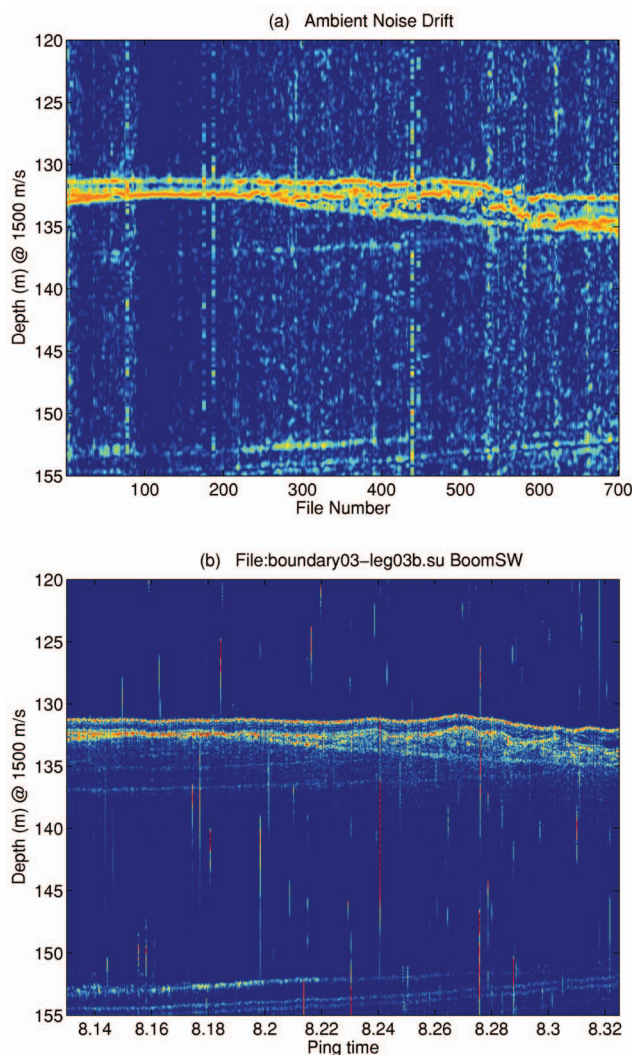 (a) Ambient Noise Drift
120
125
130
135
140
145
150
155
Depth (m) @ 1500 m/s
100 200 300 400 500 600 700
File Number
(b) File:boundary03-leg03b.su BoomSW
120
125
130
135
140
145
150
155
Depth (m) @ 1500 m/s
8.14 8.16 8.18 8.2 8.22 8.24 8.26 8.28 8.3 8.32
Ping time